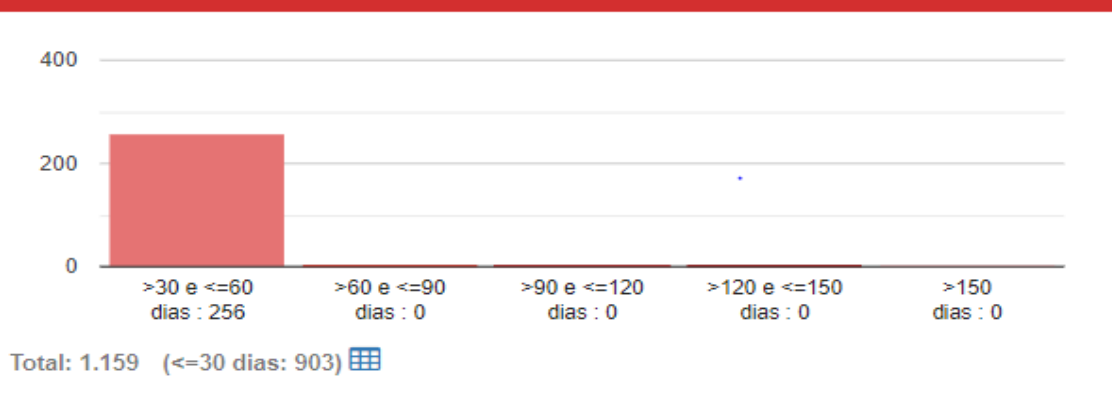 400
200
0
>30 e <=60 >60 e <=90 >90 e <=120 >120 e <=150 >150
dias : 256 dias : 0 dias : 0 dias : 0 dias : 0
Total: 1.159 (<=30 dias: 903)